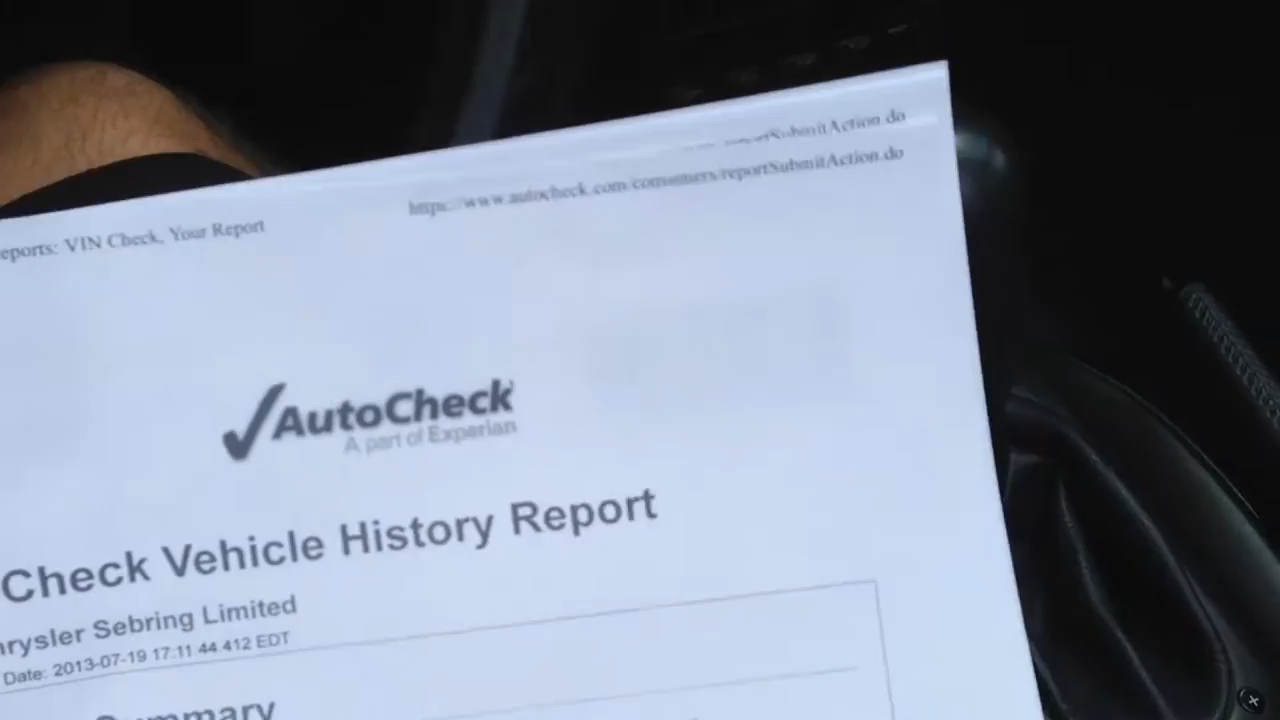 reportSubmitAction.do
https://www.autocheck.com/consumers/reportSubmitAction.do
eports: VIN Check, Your Report
AutoCheck
A part of Experian
Check Vehicle History Report
hrysler Sebring Limited
Date: 2013-07-19 17:11 44.412 EDT
Summary